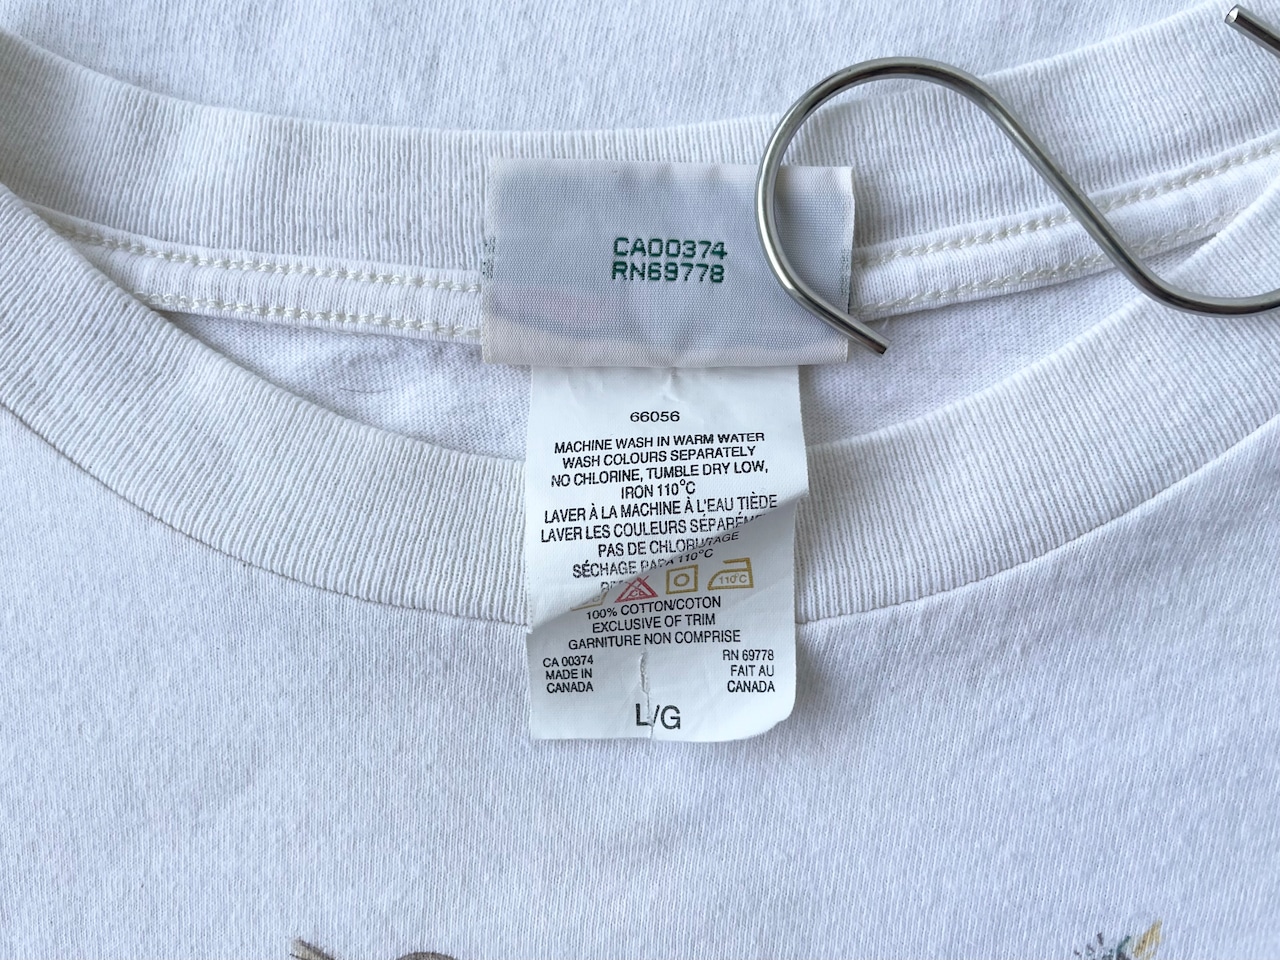 CA00374
RN69778
66056
MACHINE WASH IN WARM WATER
WASH COLOURS SEPARATELY
NO CHLORINE, TUMBLE DRY LOW,
IRON 110°C
LAVER À LA MACHINE À L'EAU TIÈDE
LAVER LES COULEURS
PAS DE
SÉCHAGE 110°C
110°C
100% COTTON/COTON
EXCLUSIVE OF TRIM
GARNITURE NON COMPRISE
CA 00374 RN 69778
MADE IN FAIT AU
CANADA CANADA
L/G